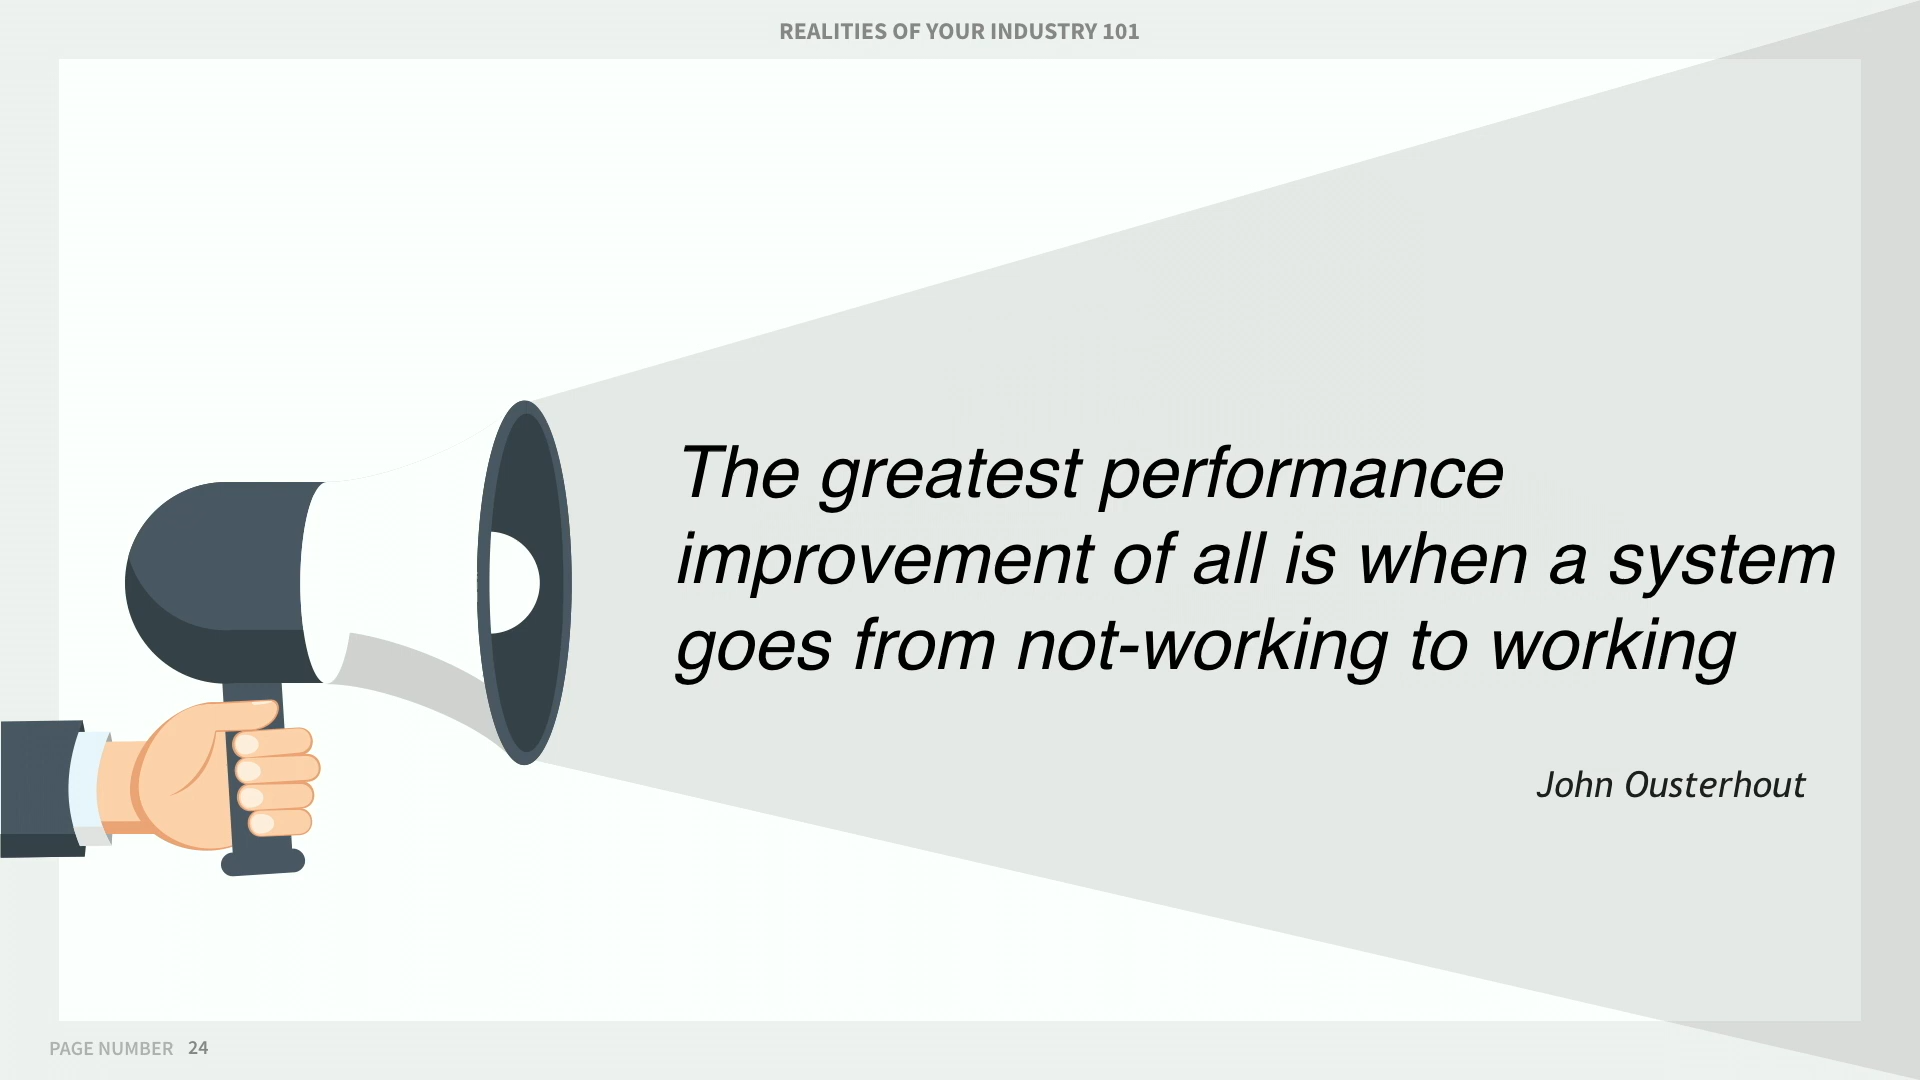 REALITIES OF YOUR INDUSTRY 101
The greatest performance
improvement of all is when a system
goes from not-working to working
John Ousterhout
PAGE NUMBER 24